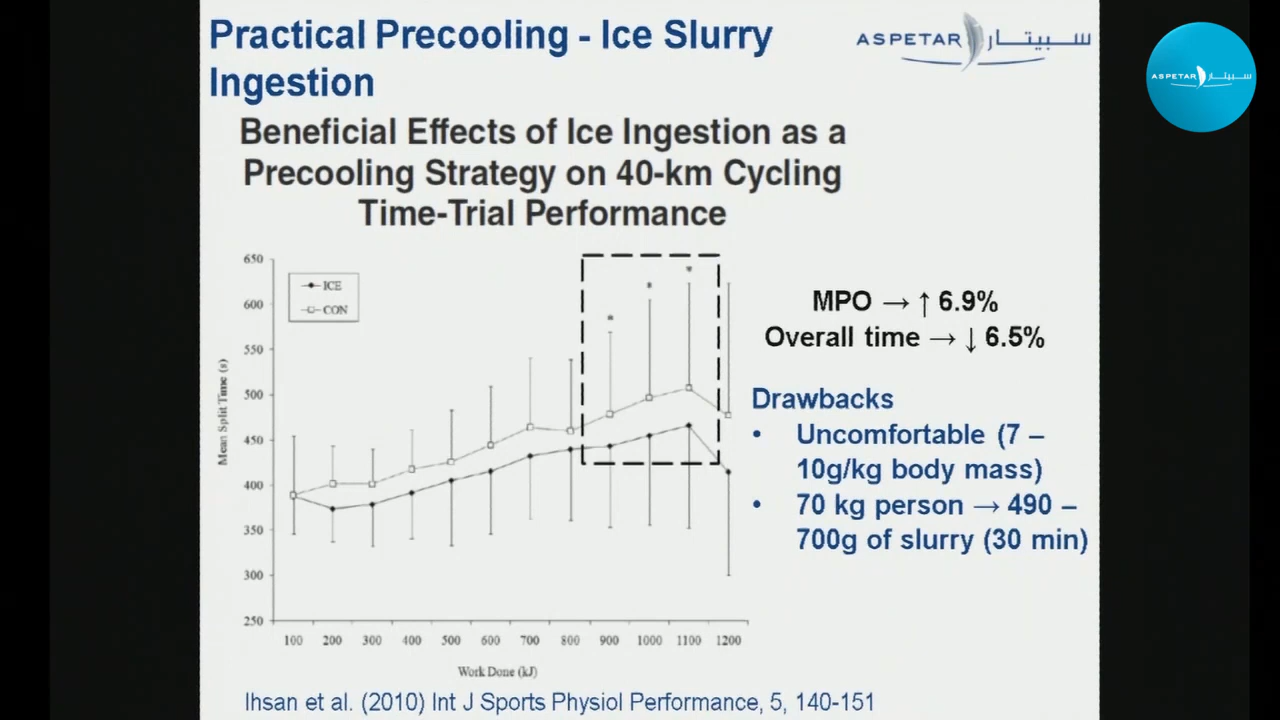 Practical Precooling - Ice Slurry
Ingestion
ASPETAR سبيتار
ASPETAR سبيتار
Beneficial Effects of Ice Ingestion as a
Precooling Strategy on 40-km Cycling
Time-Trial Performance
650
600
550
500
450
400
350
300
250
Mean Split Time (s)
ICE
CON
*
*
*
100 200 300 400 500 600 700 800 900 1000 1100 1200
Work Done (kJ)
MPO → ↑ 6.9%
Overall time → ↓ 6.5%
Drawbacks
• Uncomfortable (7 –
10g/kg body mass)
• 70 kg person → 490 –
700g of slurry (30 min)
Ihsan et al. (2010) Int J Sports Physiol Performance, 5, 140-151